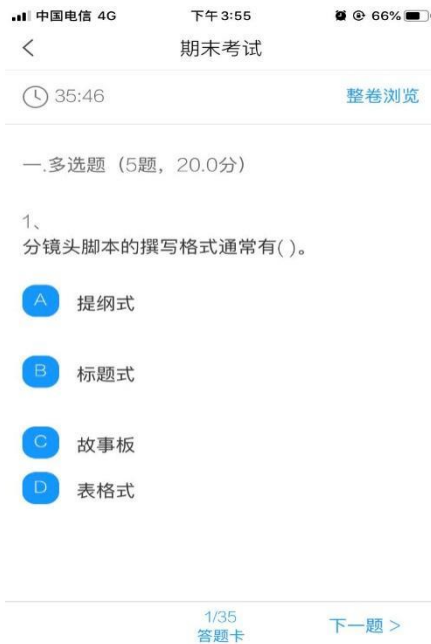 中国电信 4G 下午3:55 66%
期末考试
35:46 整卷浏览
一.多选题（5题，20.0分）
1、
分镜头脚本的撰写格式通常有( )。
A 提纲式
B 标题式
C 故事板
D 表格式
1/35
答题卡 下一题 >